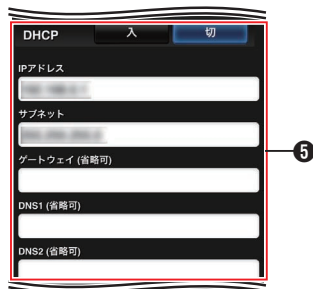 DHCP 入 切
IPアドレス
サブネット
ゲートウェイ (省略可)
DNS1 (省略可)
DNS2 (省略可)
❺